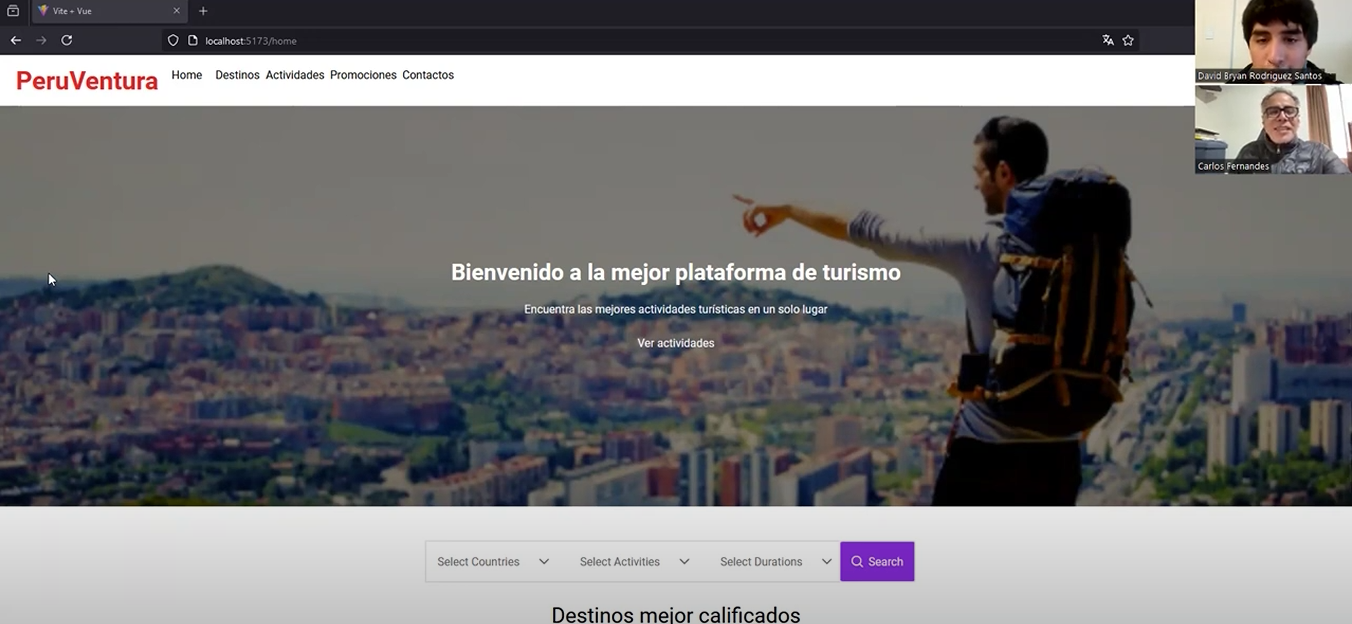 Vite + Vue
localhost:5173/home
PeruVentura
Home Destinos Actividades Promociones Contactos
David Bryan Rodriguez Santos
Carlos Fernandes
Bienvenido a la mejor plataforma de turismo
Encuentra las mejores actividades turísticas en un solo lugar
Ver actividades
Select Countries Select Activities Select Durations Search
Destinos mejor calificados